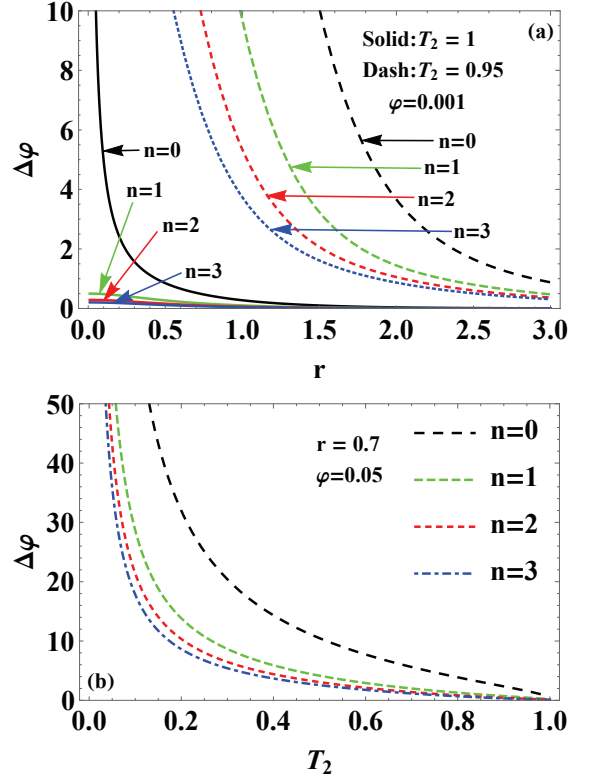 10
8
6
4
2
0
Δφ
(a)
Solid:T₂ = 1
Dash:T₂ = 0.95
φ=0.001
n=0
n=1
n=2
n=3
n=0
n=1
n=2
n=3
0.0 0.5 1.0 1.5 2.0 2.5 3.0
r
50
40
30
20
10
0
Δφ
r = 0.7
φ=0.05
n=0
n=1
n=2
n=3
(b)
0.0 0.2 0.4 0.6 0.8 1.0
T₂